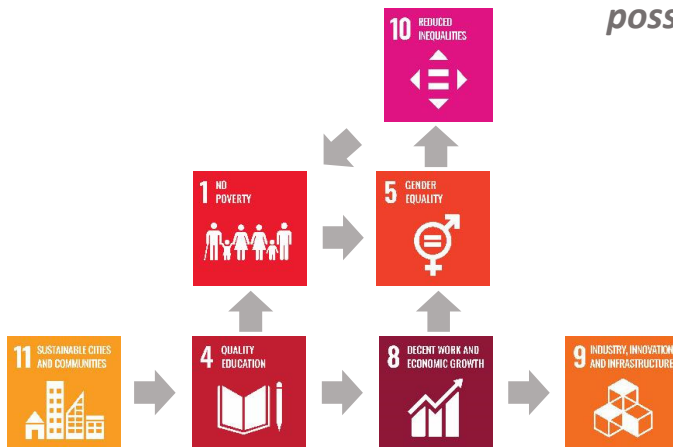 poss
10 REDUCED
INEQUALITIES
1 NO
POVERTY
5 GENDER
EQUALITY
11 SUSTAINABLE CITIES
AND COMMUNITIES
4 QUALITY
EDUCATION
8 DECENT WORK AND
ECONOMIC GROWTH
9 INDUSTRY, INNOVATION
AND INFRASTRUCTURE